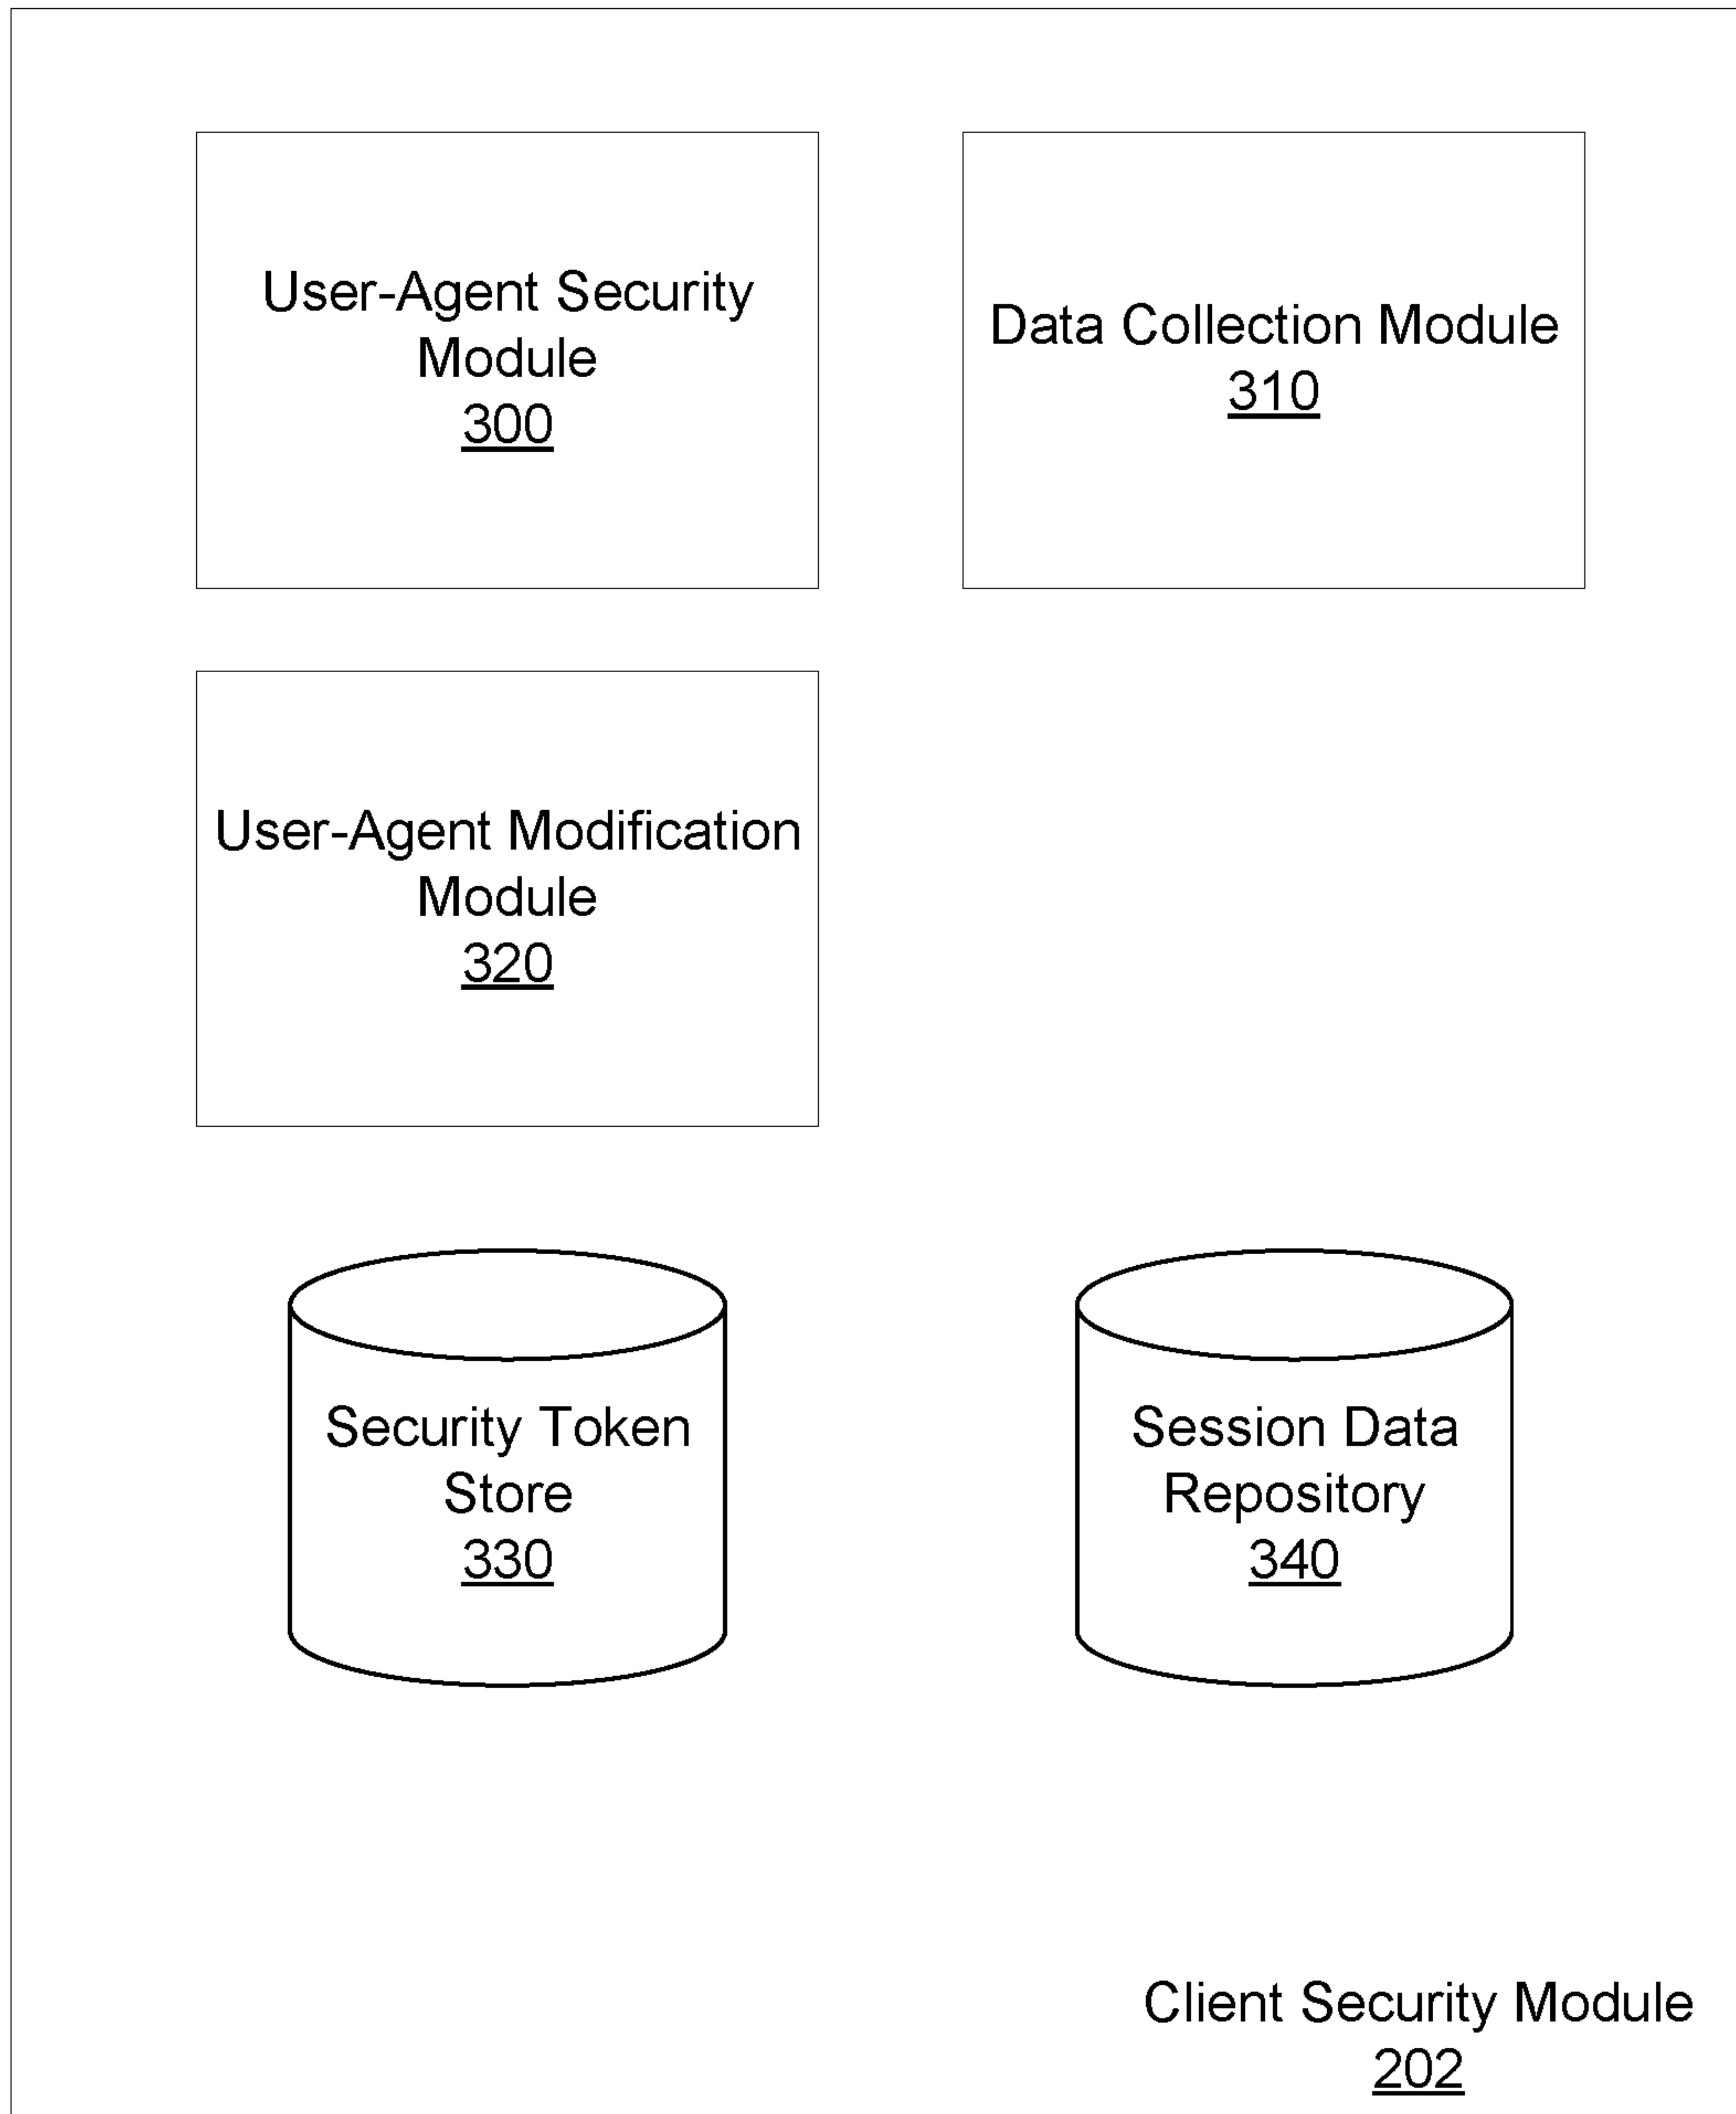 User-Agent Security
Module
300
Data Collection Module
310
User-Agent Modification
Module
320
Security Token
Store
330
Session Data
Repository
340
Client Security Module
202